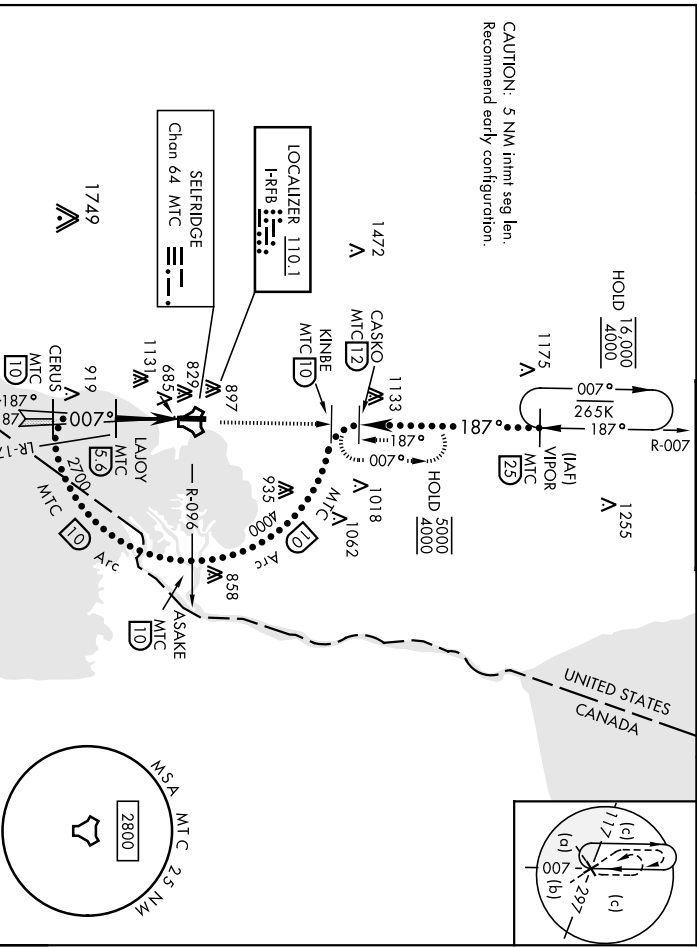 CAUTION: 5 NM intmt seg len.
Recommend early configuration.
HOLD
16,000
4000
007°
265K
187°
R-007
1175
(IAF)
VIPOR
MTC
25
1255
1472
CASKO
MTC 12
KINBE
MTC 10
1133
187°
187°
007°
HOLD
5000
4000
1018
1062
LOCALIZER 110.1
I-RFB
SELFRIDGE
Chan 64 MTC
897
829
685
1131
935
4000
MTC
10
Arc
R-096
858
ASAKE
MTC
10
1749
919
CERUS
MTC
10
187°
007°
LAJOY
MTC
5.6
2700
MTC
10
Arc
UNITED STATES
CANADA
MSA MTC 25 NM
2800
117
(c)
(a)
007
(b)
297
(c)